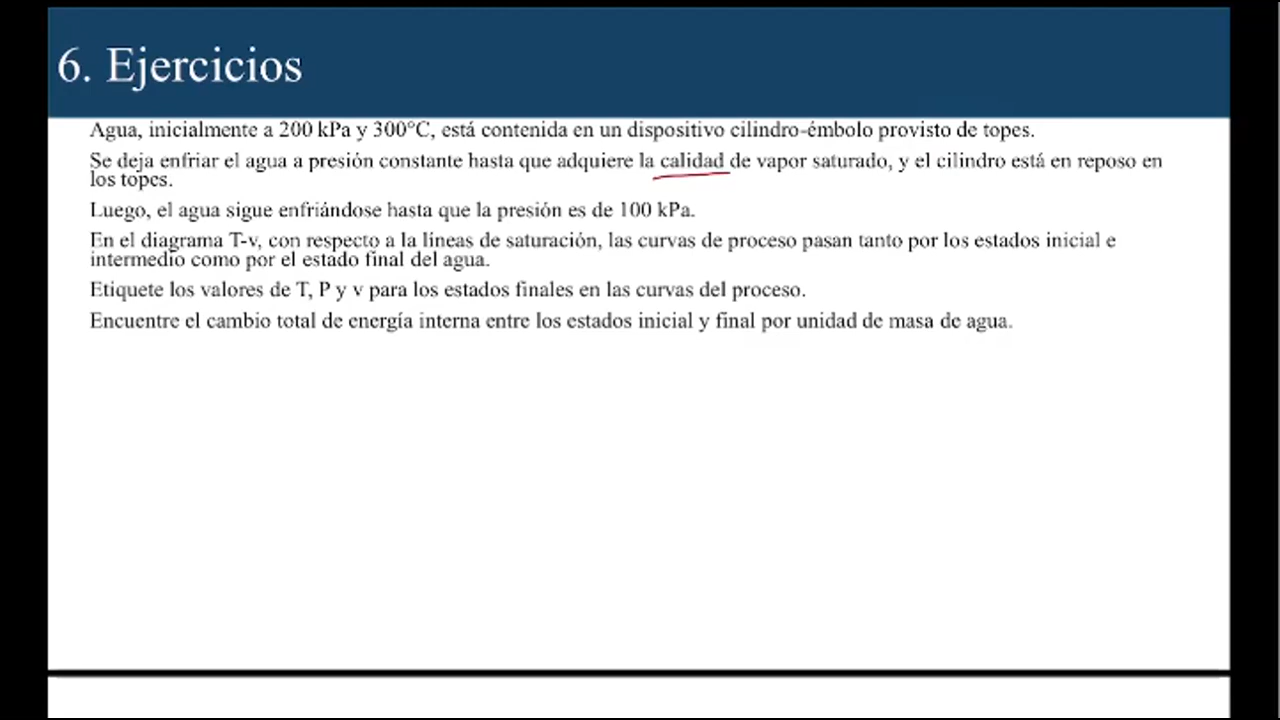 6. Ejercicios
Agua, inicialmente a 200 kPa y 300°C, está contenida en un dispositivo cilindro-émbolo provisto de topes.
Se deja enfriar el agua a presión constante hasta que adquiere la calidad de vapor saturado, y el cilindro está en reposo en
los topes.
Luego, el agua sigue enfriándose hasta que la presión es de 100 kPa.
En el diagrama T-v, con respecto a la líneas de saturación, las curvas de proceso pasan tanto por los estados inicial e
intermedio como por el estado final del agua.
Etiquete los valores de T, P y v para los estados finales en las curvas del proceso.
Encuentre el cambio total de energía interna entre los estados inicial y final por unidad de masa de agua.